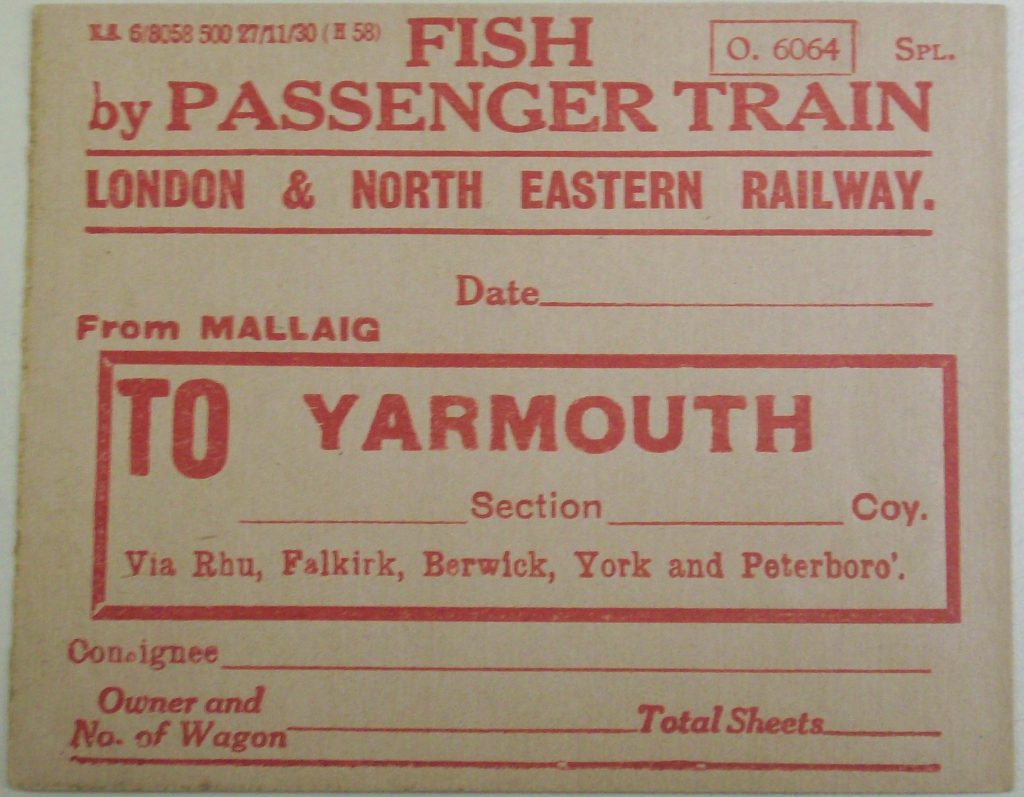 N.B. 6/8058 500 27/11/30 (H 58)
FISH
O. 6064
SPL.
by PASSENGER TRAIN
LONDON & NORTH EASTERN RAILWAY.
Date
From MALLAIG
TO YARMOUTH
Section Coy.
Via Rhu, Falkirk, Berwick, York and Peterboro'.
Consignee
Owner and
No. of Wagon Total Sheets